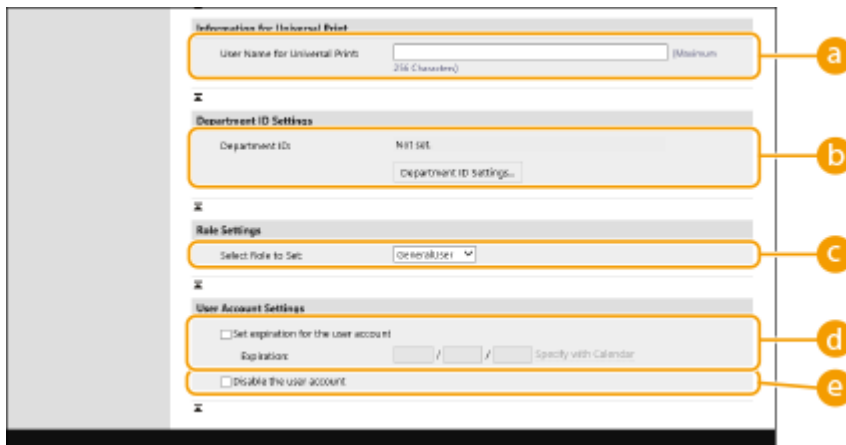 Information for Universal Print
User Name for Universal Print: (Maximum
256 Characters)
a
Department ID Settings
Department ID: Not set.
b
Department ID Settings...
Role Settings
Select Role to Set: GeneralUser
c
User Account Settings
Set expiration for the user account
d
Expiration: / / Specify with Calendar
Disable the user account
e